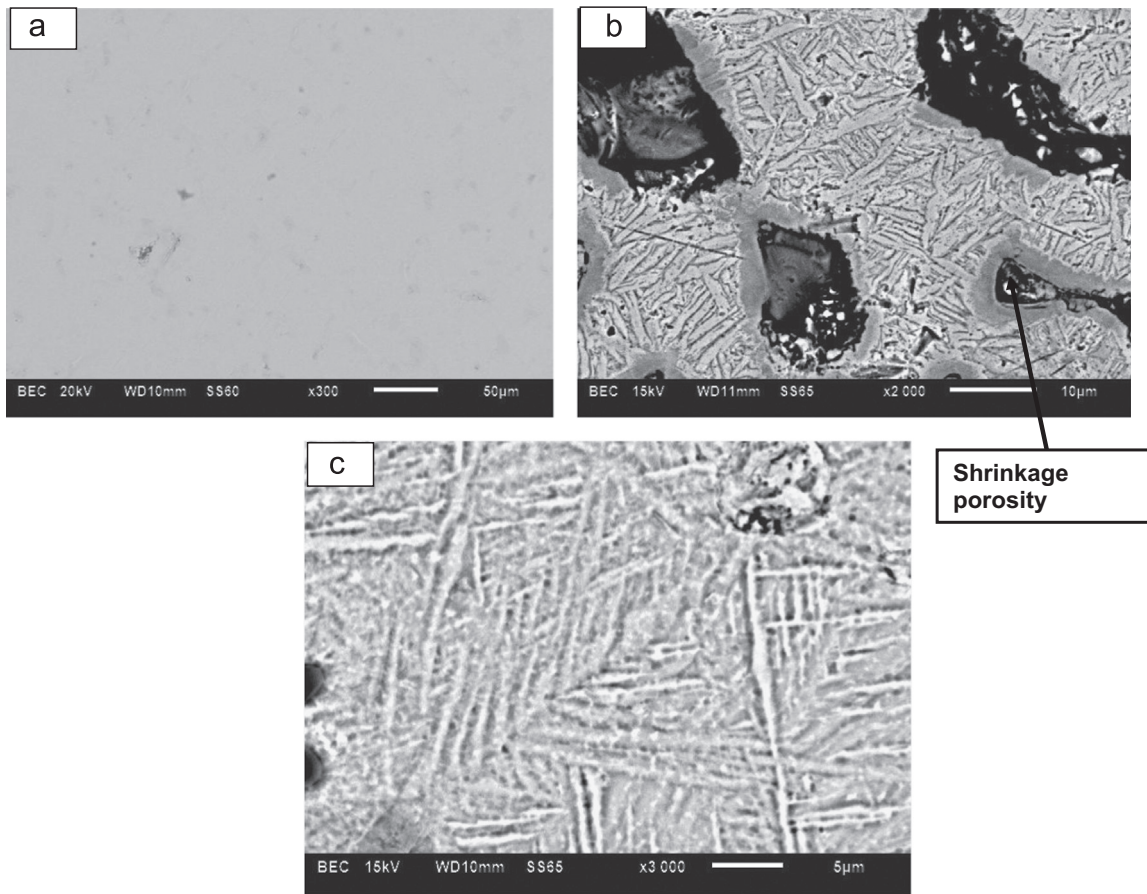 a
b
BEC 20kV WD10mm SS60 x300 50µm
BEC 15kV WD11mm SS65 x2 000 10µm
c
Shrinkage
porosity
BEC 15kV WD10mm SS65 x3 000 5µm